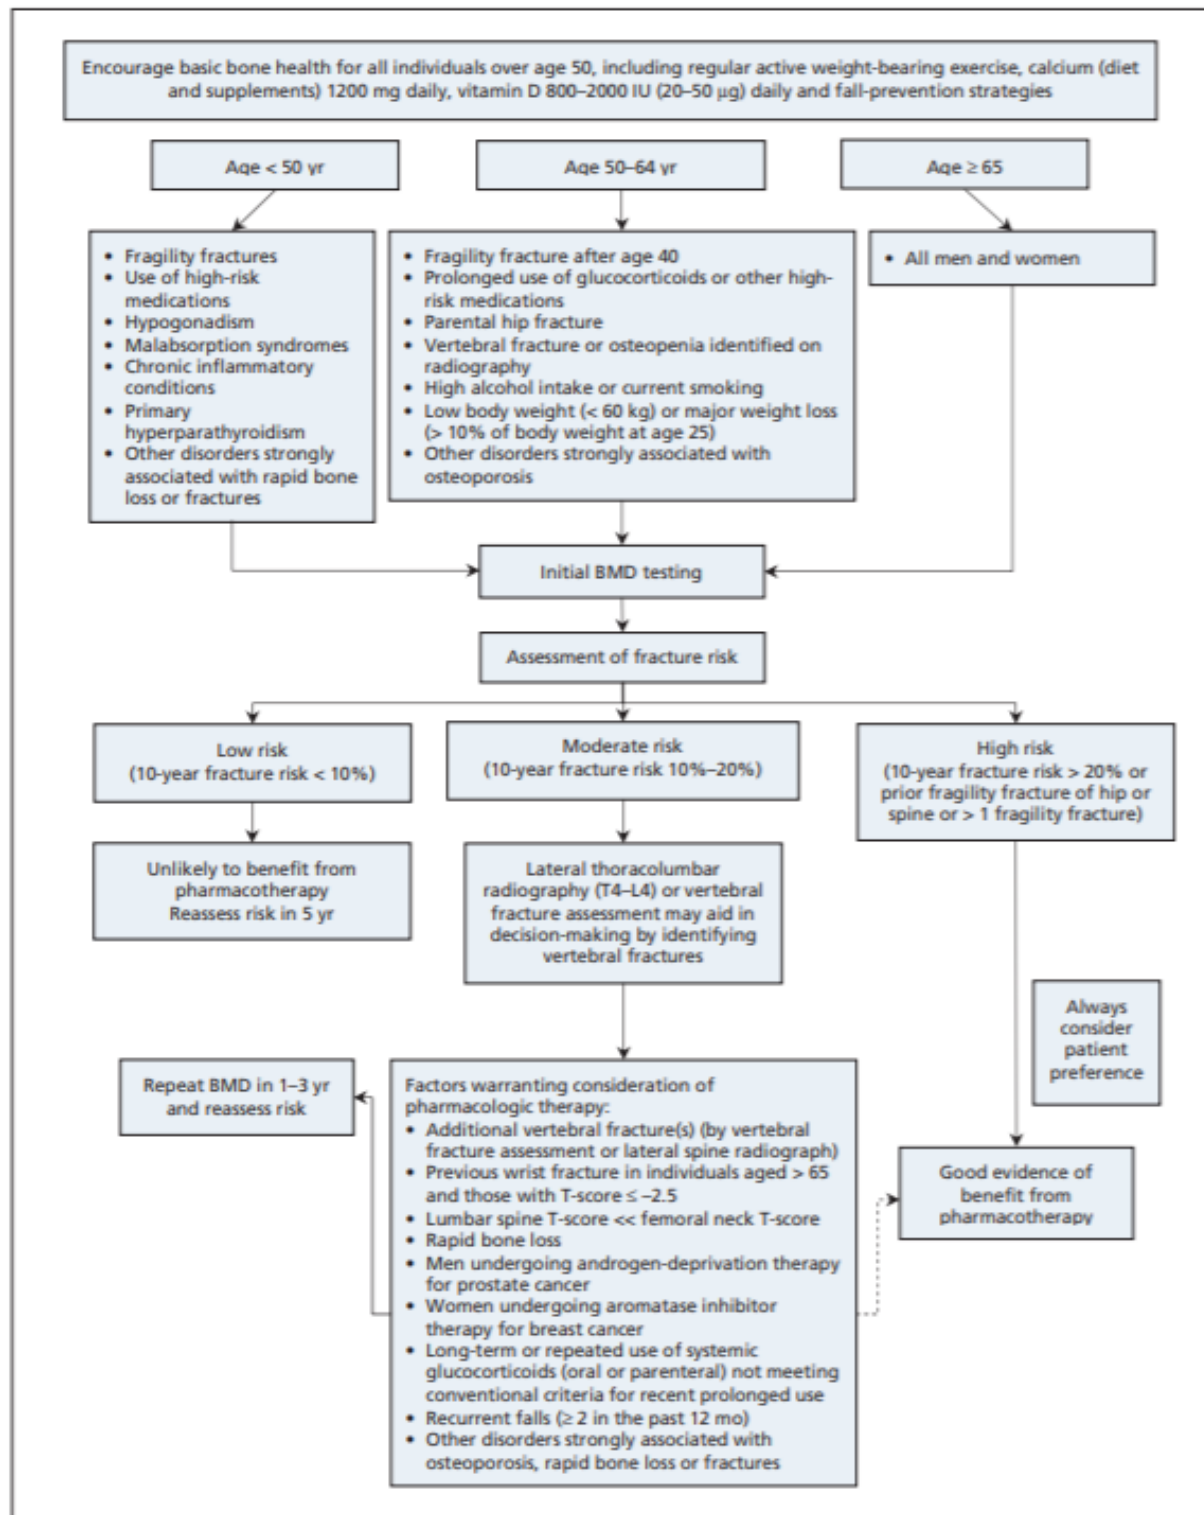 Encourage basic bone health for all individuals over age 50, including regular active weight-bearing exercise, calcium (diet
and supplements) 1200 mg daily, vitamin D 800–2000 IU (20–50 μg) daily and fall-prevention strategies
Age < 50 yr
Age 50–64 yr
Age ≥ 65
• Fragility fractures
• Use of high-risk
medications
• Hypogonadism
• Malabsorption syndromes
• Chronic inflammatory
conditions
• Primary
hyperparathyroidism
• Other disorders strongly
associated with rapid bone
loss or fractures
• Fragility fracture after age 40
• Prolonged use of glucocorticoids or other high-
risk medications
• Parental hip fracture
• Vertebral fracture or osteopenia identified on
radiography
• High alcohol intake or current smoking
• Low body weight (< 60 kg) or major weight loss
(> 10% of body weight at age 25)
• Other disorders strongly associated with
osteoporosis
• All men and women
Initial BMD testing
Assessment of fracture risk
Low risk
(10-year fracture risk < 10%)
Moderate risk
(10-year fracture risk 10%–20%)
High risk
(10-year fracture risk > 20% or
prior fragility fracture of hip or
spine or > 1 fragility fracture)
Unlikely to benefit from
pharmacotherapy
Reassess risk in 5 yr
Lateral thoracolumbar
radiography (T4–L4) or vertebral
fracture assessment may aid in
decision-making by identifying
vertebral fractures
Always
consider
patient
preference
Repeat BMD in 1–3 yr
and reassess risk
Factors warranting consideration of
pharmacologic therapy:
• Additional vertebral fracture(s) (by vertebral
fracture assessment or lateral spine radiograph)
• Previous wrist fracture in individuals aged > 65
and those with T-score ≤ –2.5
• Lumbar spine T-score << femoral neck T-score
• Rapid bone loss
• Men undergoing androgen-deprivation therapy
for prostate cancer
• Women undergoing aromatase inhibitor
therapy for breast cancer
• Long-term or repeated use of systemic
glucocorticoids (oral or parenteral) not meeting
conventional criteria for recent prolonged use
• Recurrent falls (≥ 2 in the past 12 mo)
• Other disorders strongly associated with
osteoporosis, rapid bone loss or fractures
Good evidence of
benefit from
pharmacotherapy